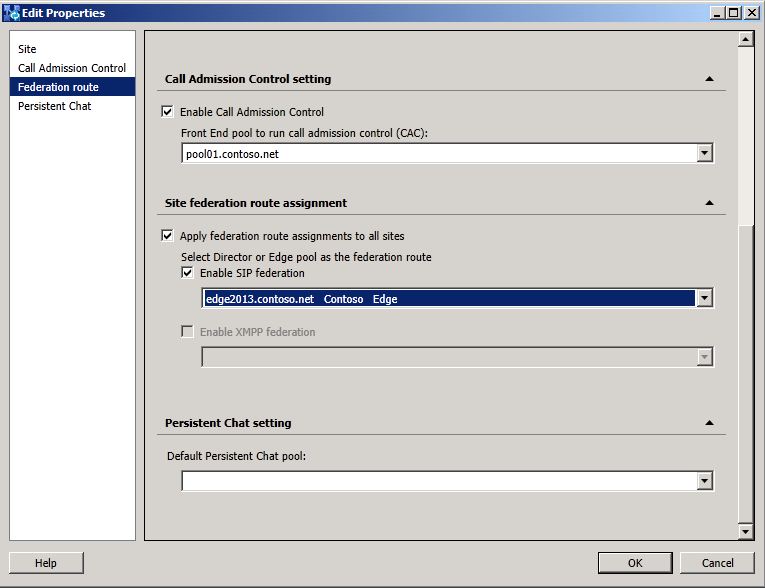 Edit Properties
Site
Call Admission Control
Federation route
Persistent Chat
Call Admission Control setting
Enable Call Admission Control
Front End pool to run call admission control (CAC):
pool01.contoso.net
Site federation route assignment
Apply federation route assignments to all sites
Select Director or Edge pool as the federation route
Enable SIP federation
edge2013.contoso.net Contoso Edge
Enable XMPP federation
Persistent Chat setting
Default Persistent Chat pool:
Help OK Cancel